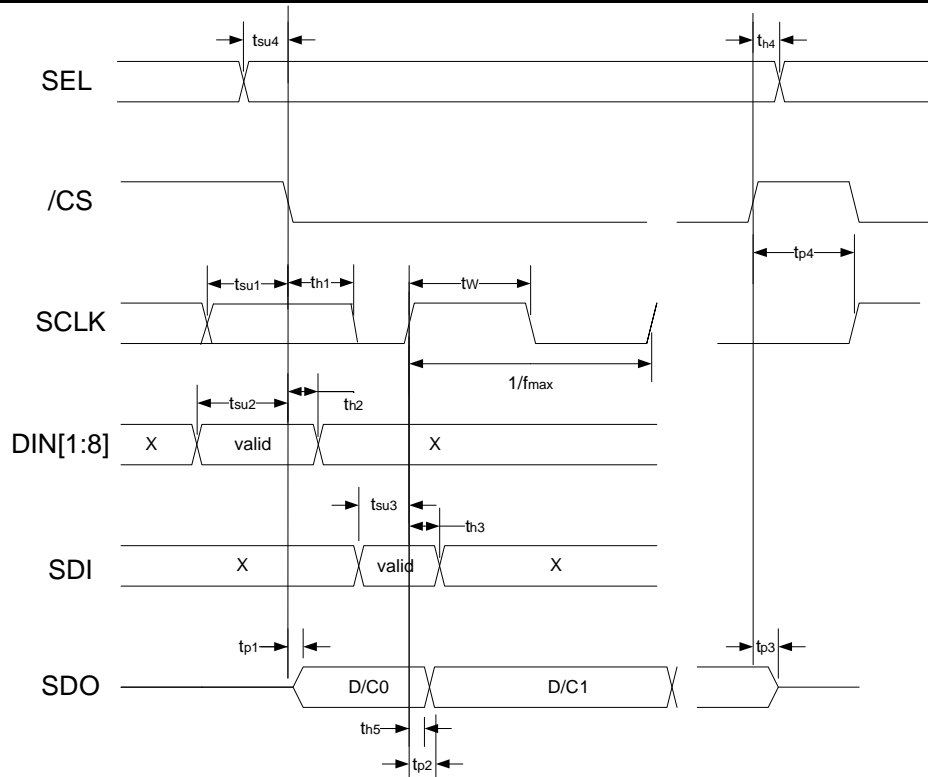 tsu4
th4
SEL
/CS
tp4
tsu1
th1
tW
SCLK
1/fmax
tsu2
th2
DIN[1:8]
X
valid
X
tsu3
th3
SDI
X
valid
X
tp1
tp3
SDO
D/C0
D/C1
th5
tp2